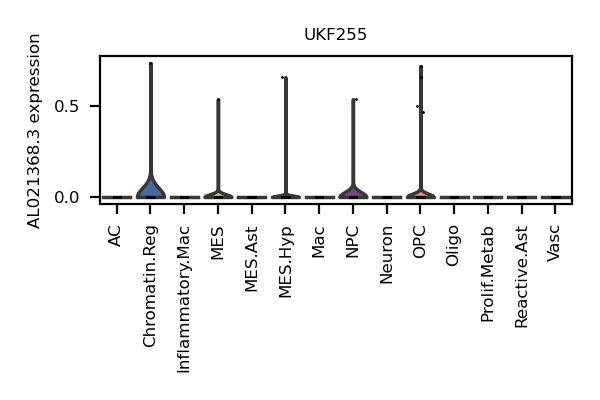 UKF255
AL021368.3 expression
0.5
0.0
AC
Chromatin.Reg
Inflammatory.Mac
MES
MES.Ast
MES.Hyp
Mac
NPC
Neuron
OPC
Oligo
Prolif.Metab
Reactive.Ast
Vasc